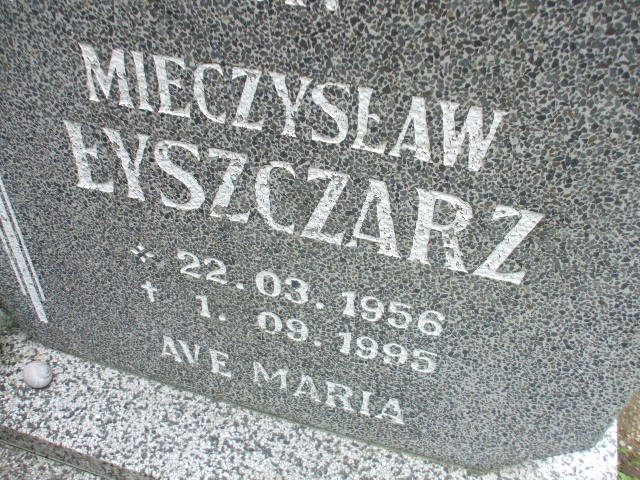 MIECZYSŁAW
ŁYSZCZARZ
* 22.03.1956
† 1.09.1995
AVE MARIA